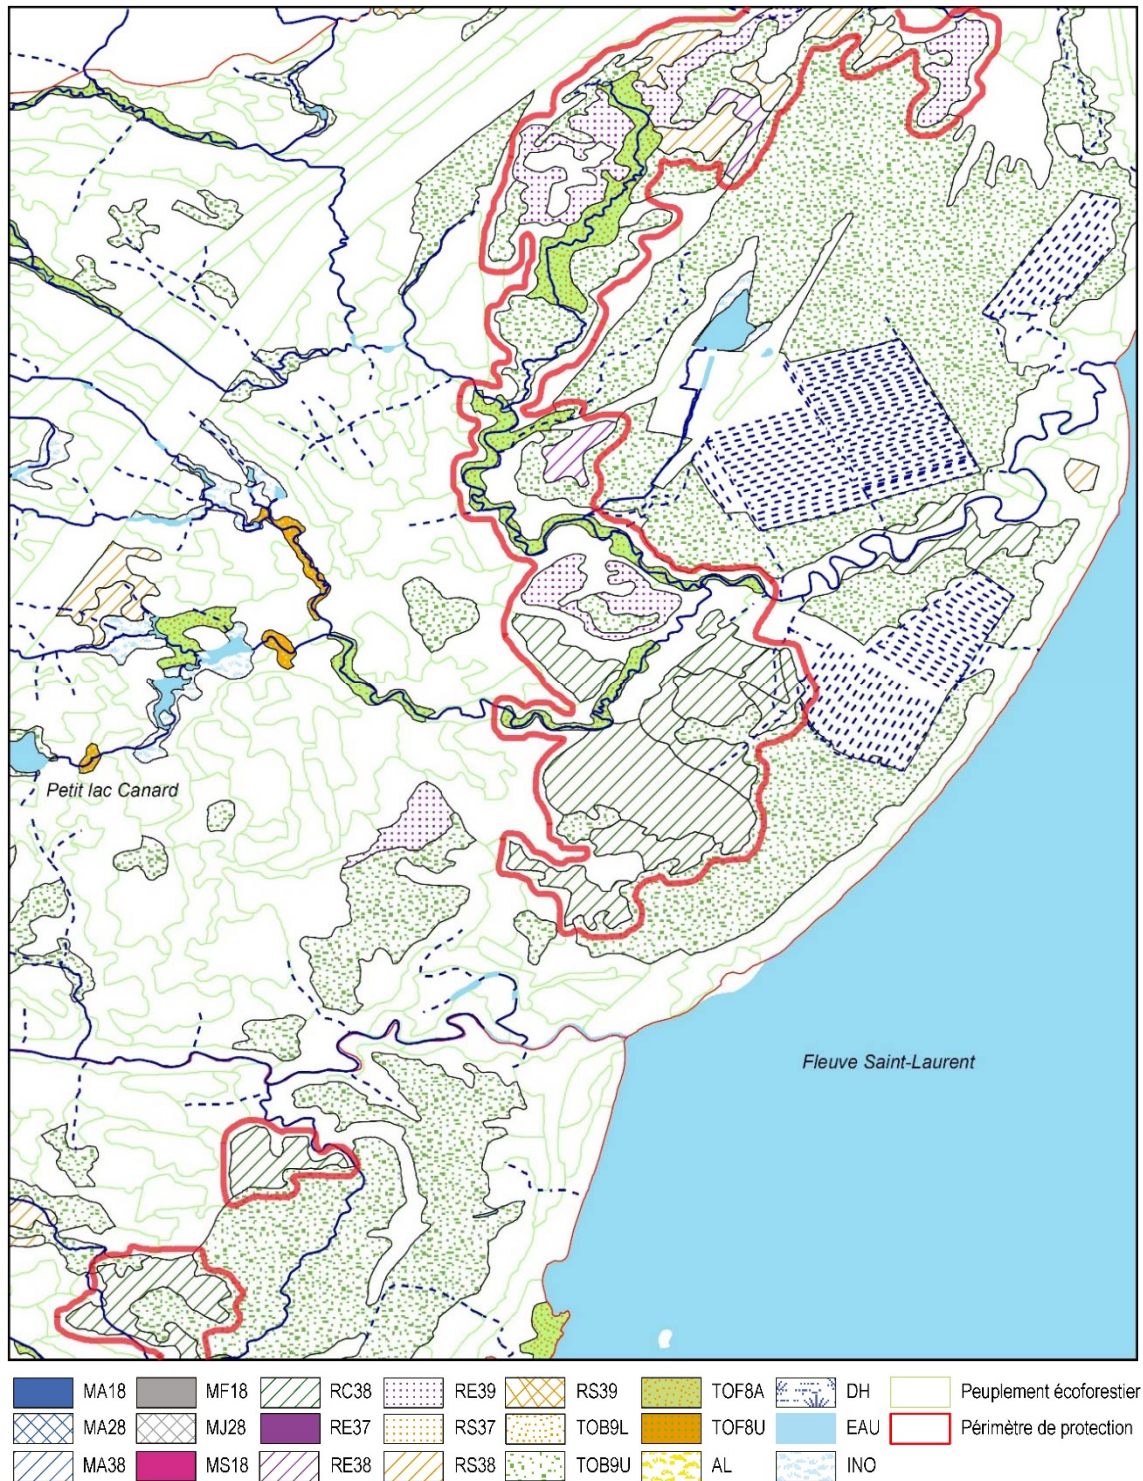 Petit lac Canard
Fleuve Saint-Laurent
MA18 MF18 RC38 RE39 RS39 TOF8A DH Peuplement écoforestier
MA28 MJ28 RE37 RS37 TOB9L TOF8U EAU Périmètre de protection
MA38 MS18 RE38 RS38 TOB9U AL INO